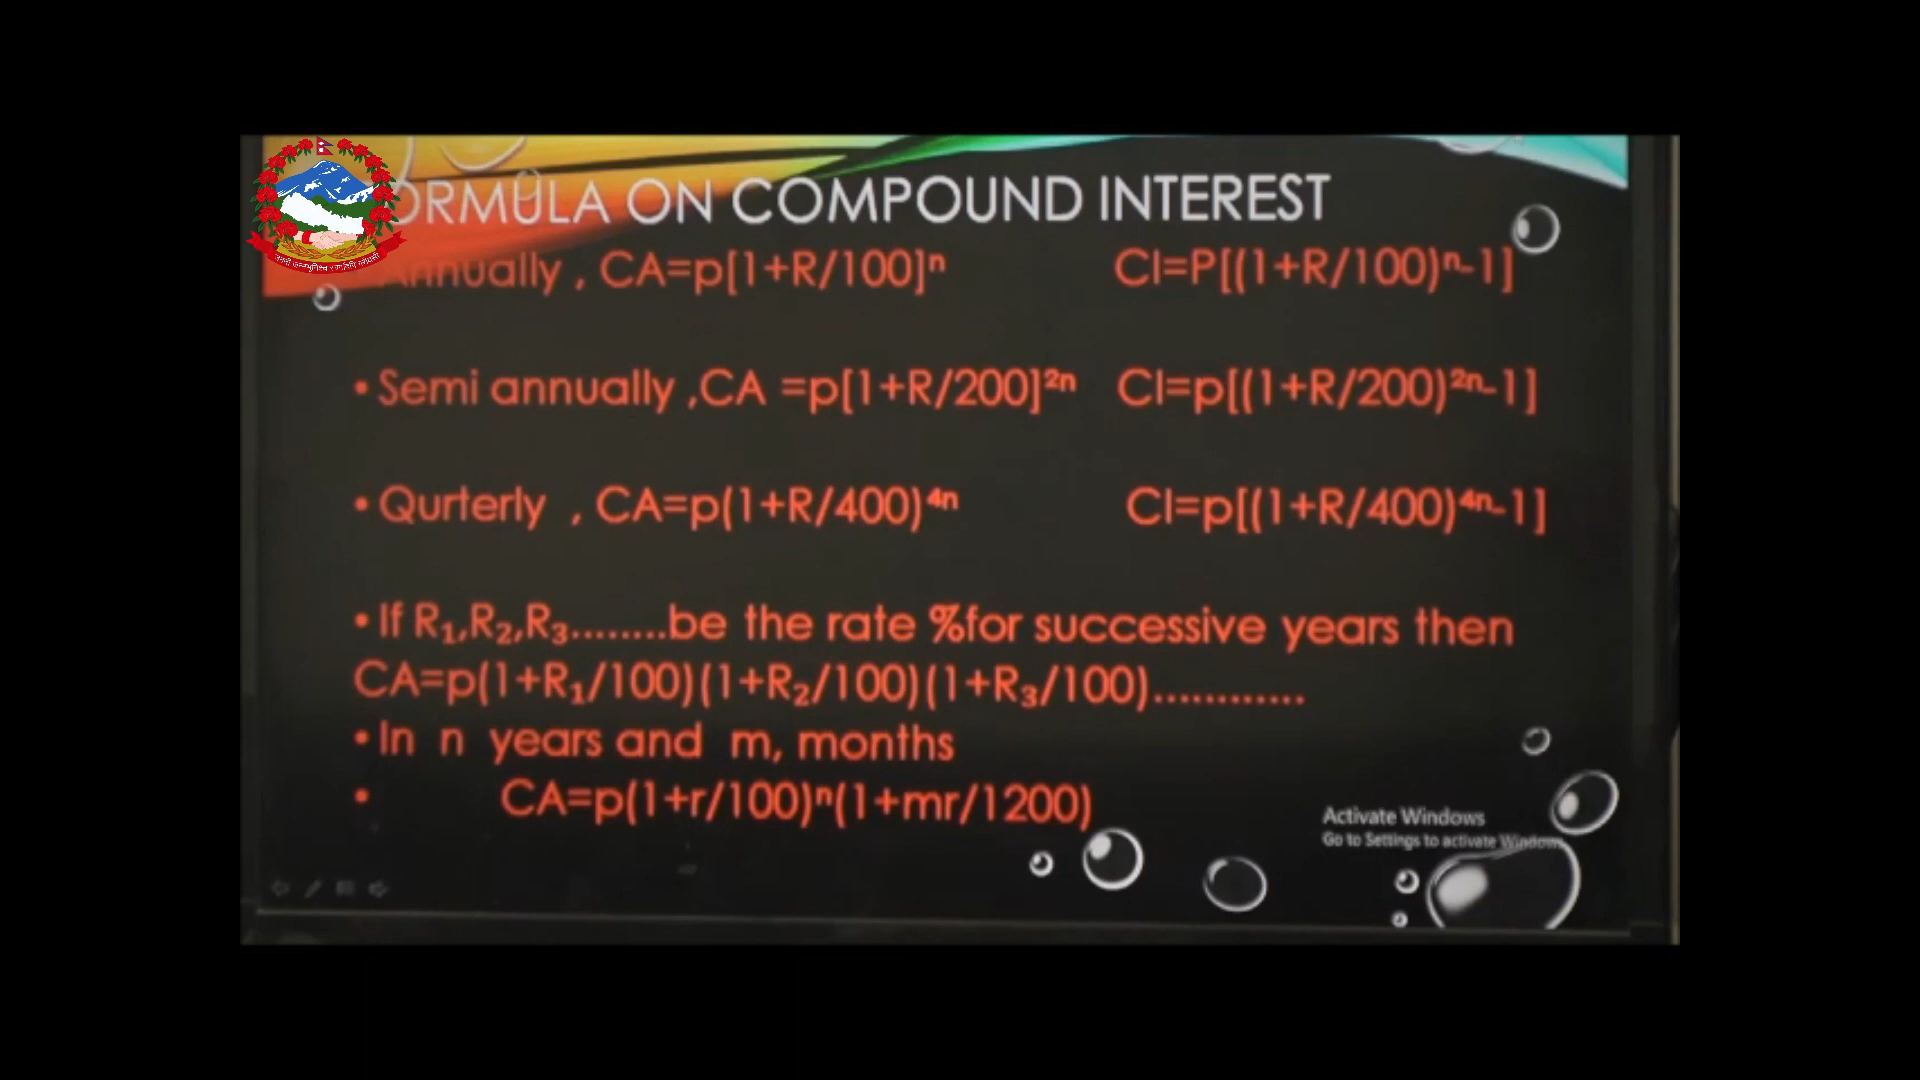 ORMULA ON COMPOUND INTEREST
Annually , CA=p[1+R/100]ⁿ CI=P[(1+R/100)ⁿ-1]
• Semi annually ,CA =p[1+R/200]²ⁿ CI=p[(1+R/200)²ⁿ-1]
• Qurterly , CA=p(1+R/400)⁴ⁿ CI=p[(1+R/400)⁴ⁿ-1]
• If R₁,R₂,R₃........be the rate %for successive years then
CA=p(1+R₁/100)(1+R₂/100)(1+R₃/100)............
• In n years and m, months
• CA=p(1+r/100)ⁿ(1+mr/1200)
Activate Windows
Go to Settings to activate Windows